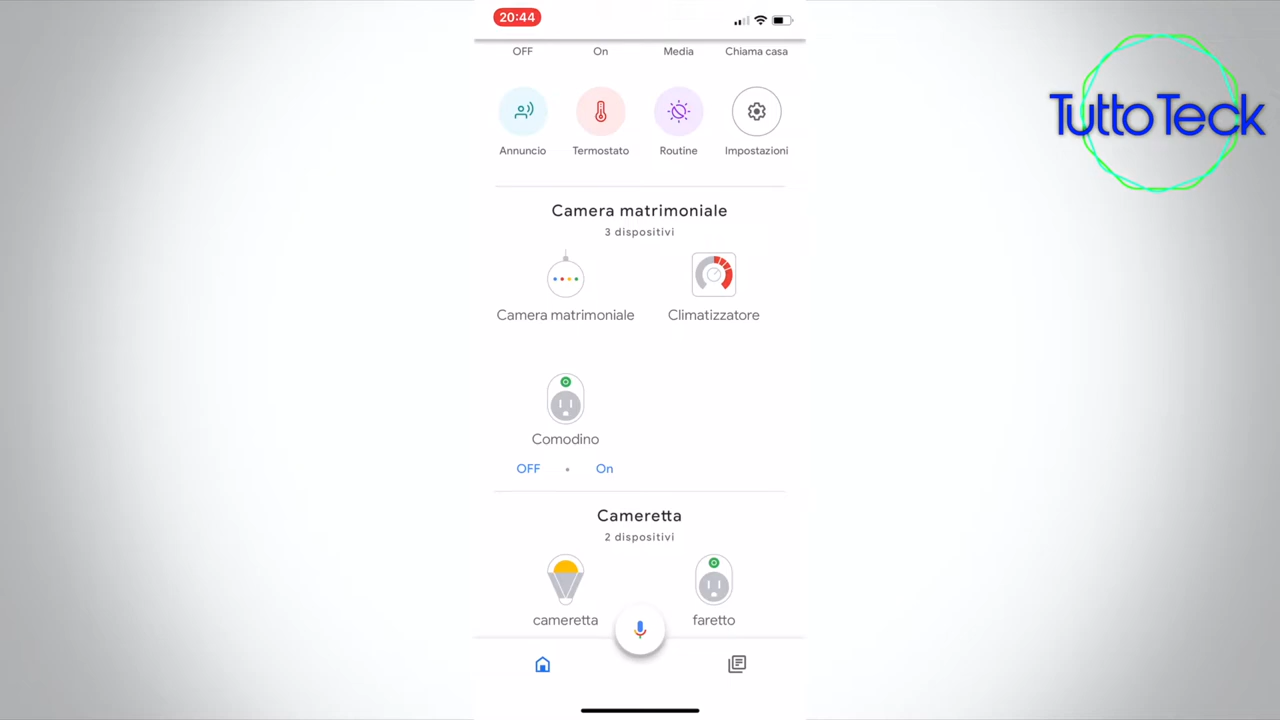 20:44
TuttoTeck
OFF On Media Chiama casa
Annuncio Termostato Routine Impostazioni
Camera matrimoniale
3 dispositivi
Camera matrimoniale Climatizzatore
Comodino
OFF • On
Cameretta
2 dispositivi
cameretta faretto